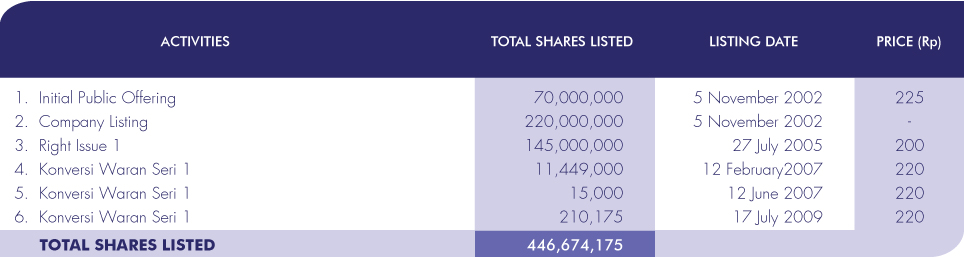 ACTIVITIES TOTAL SHARES LISTED LISTING DATE PRICE (Rp)
1. Initial Public Offering 70,000,000 5 November 2002 225
2. Company Listing 220,000,000 5 November 2002 -
3. Right Issue 1 145,000,000 27 July 2005 200
4. Konversi Waran Seri 1 11,449,000 12 February2007 220
5. Konversi Waran Seri 1 15,000 12 June 2007 220
6. Konversi Waran Seri 1 210,175 17 July 2009 220
TOTAL SHARES LISTED 446,674,175